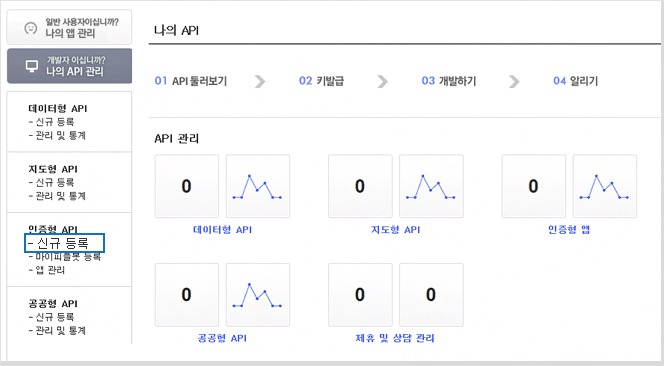 일반 사용자이십니까?
나의 앱 관리
개발자 이십니까?
나의 API 관리
데이터형 API
- 신규 등록
- 관리 및 통계
지도형 API
- 신규 등록
- 관리 및 통계
인증형 API
- 신규 등록
- 마이피플봇 등록
- 앱 관리
공공형 API
- 신규 등록
- 관리 및 통계
나의 API
01 API 둘러보기 02 키발급 03 개발하기 04 알리기
API 관리
0 0 0
데이터형 API 지도형 API 인증형 앱
0 0 0
공공형 API 제휴 및 상담 관리